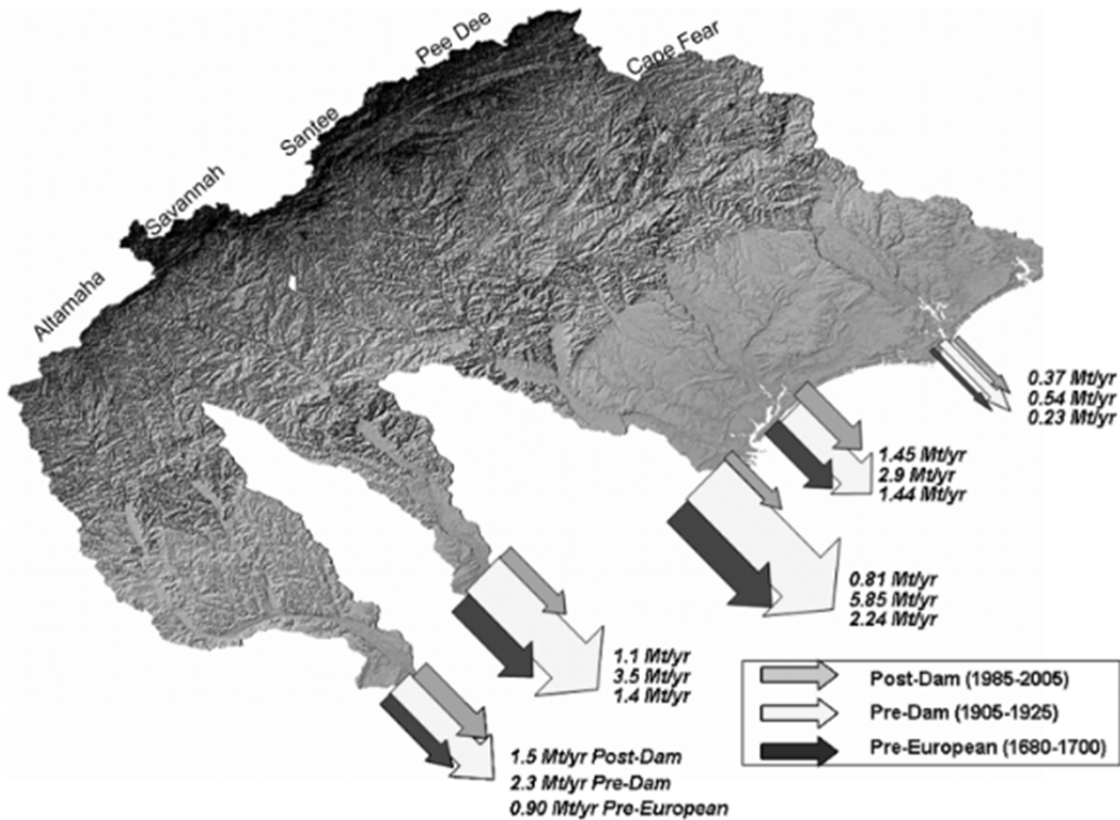 Pee Dee
Cape Fear
Santee
Savannah
Altamaha
0.37 Mt/yr
0.54 Mt/yr
0.23 Mt/yr
1.45 Mt/yr
2.9 Mt/yr
1.44 Mt/yr
0.81 Mt/yr
5.85 Mt/yr
2.24 Mt/yr
1.1 Mt/yr
3.5 Mt/yr
1.4 Mt/yr
Post-Dam (1985-2005)
Pre-Dam (1905-1925)
Pre-European (1680-1700)
1.5 Mt/yr Post-Dam
2.3 Mt/yr Pre-Dam
0.90 Mt/yr Pre-European